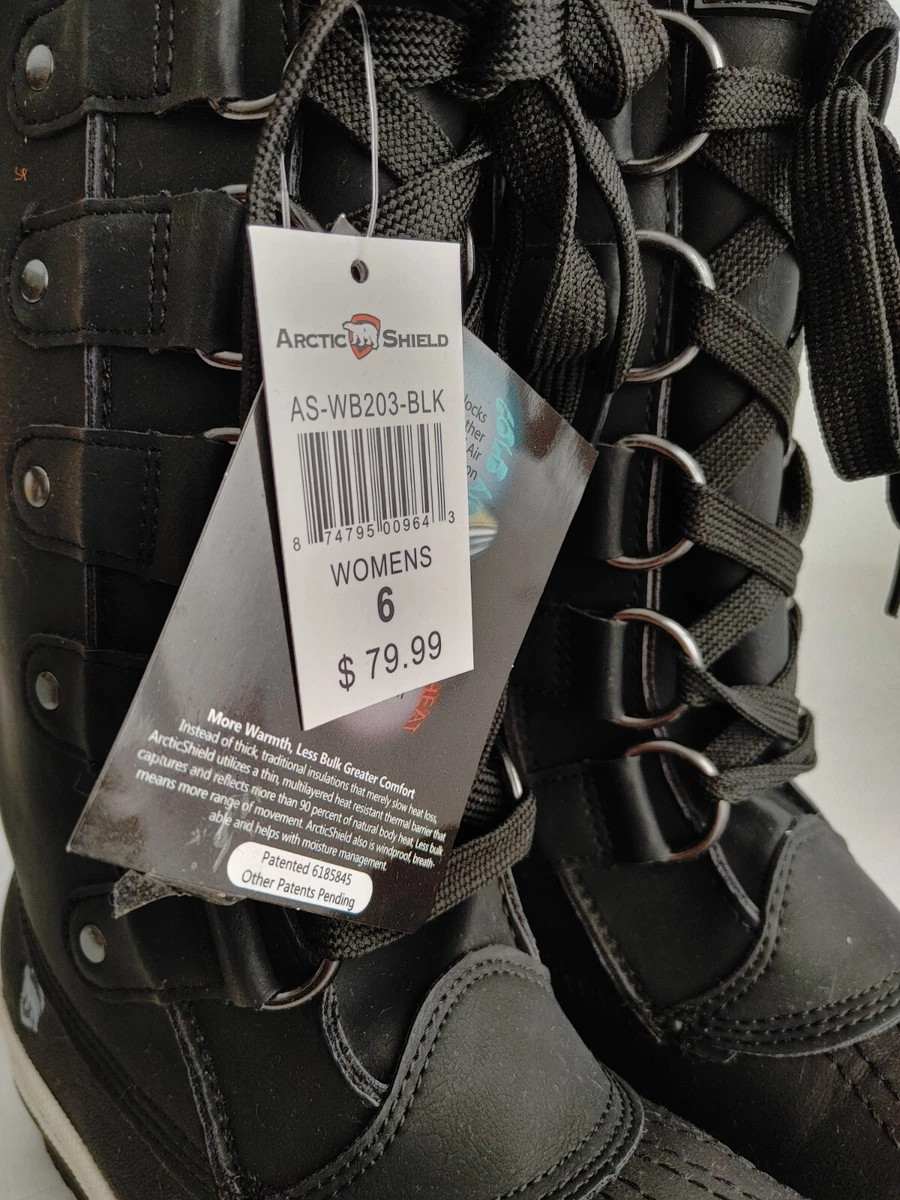 ARCTIC SHIELD
AS-WB203-BLK
8 74795 00964 3
WOMENS
6
$ 79.99
Air
HEAT
More Warmth, Less Bulk Greater Comfort
Instead of thick, traditional insulations that merely slow heat loss,
ArcticShield utilizes a thin, multilayered heat resistant thermal barrier that
captures and reflects more than 90 percent of natural body heat, Less bulk
means more range of movement. ArcticShield also is windproof, breath-
able and helps with moisture management.
Patented 6185845
Other Patents Pending